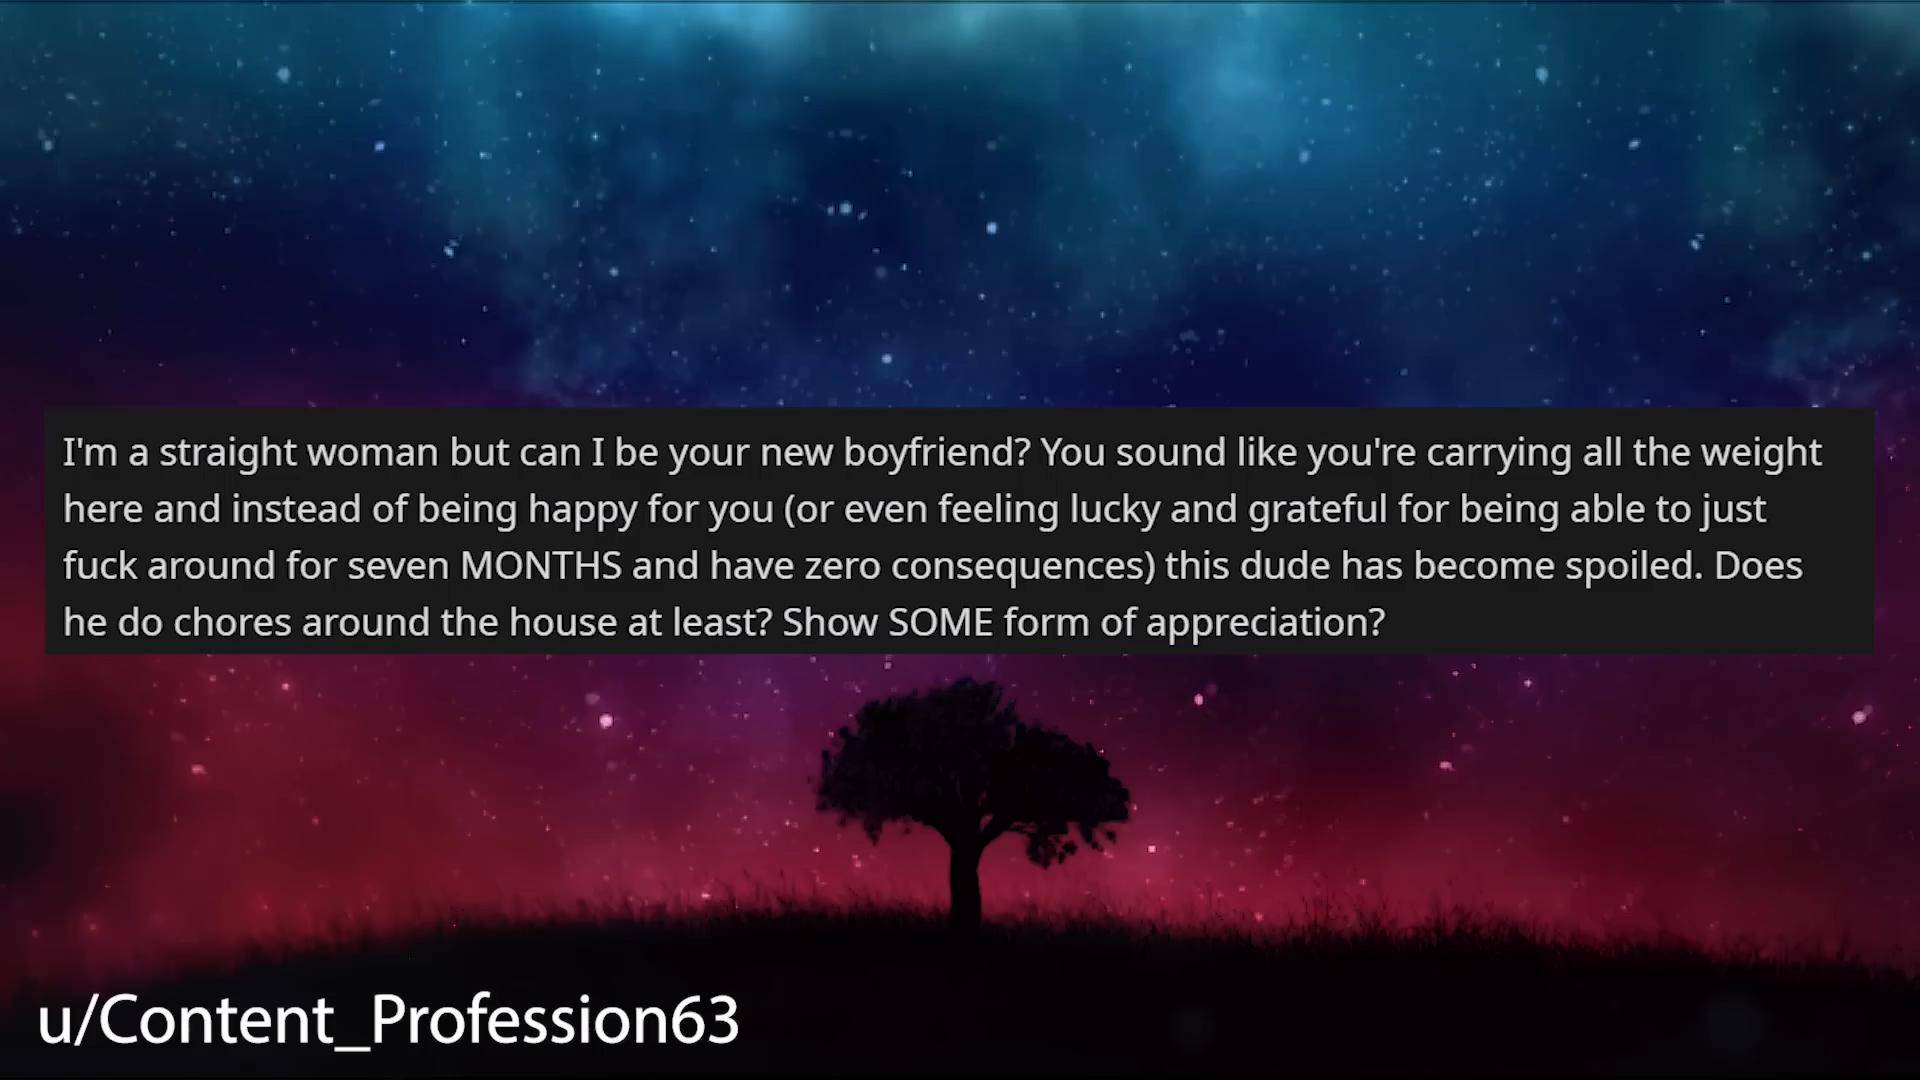 I'm a straight woman but can I be your new boyfriend? You sound like you're carrying all the weight
here and instead of being happy for you (or even feeling lucky and grateful for being able to just
fuck around for seven MONTHS and have zero consequences) this dude has become spoiled. Does
he do chores around the house at least? Show SOME form of appreciation?
u/Content_Profession63